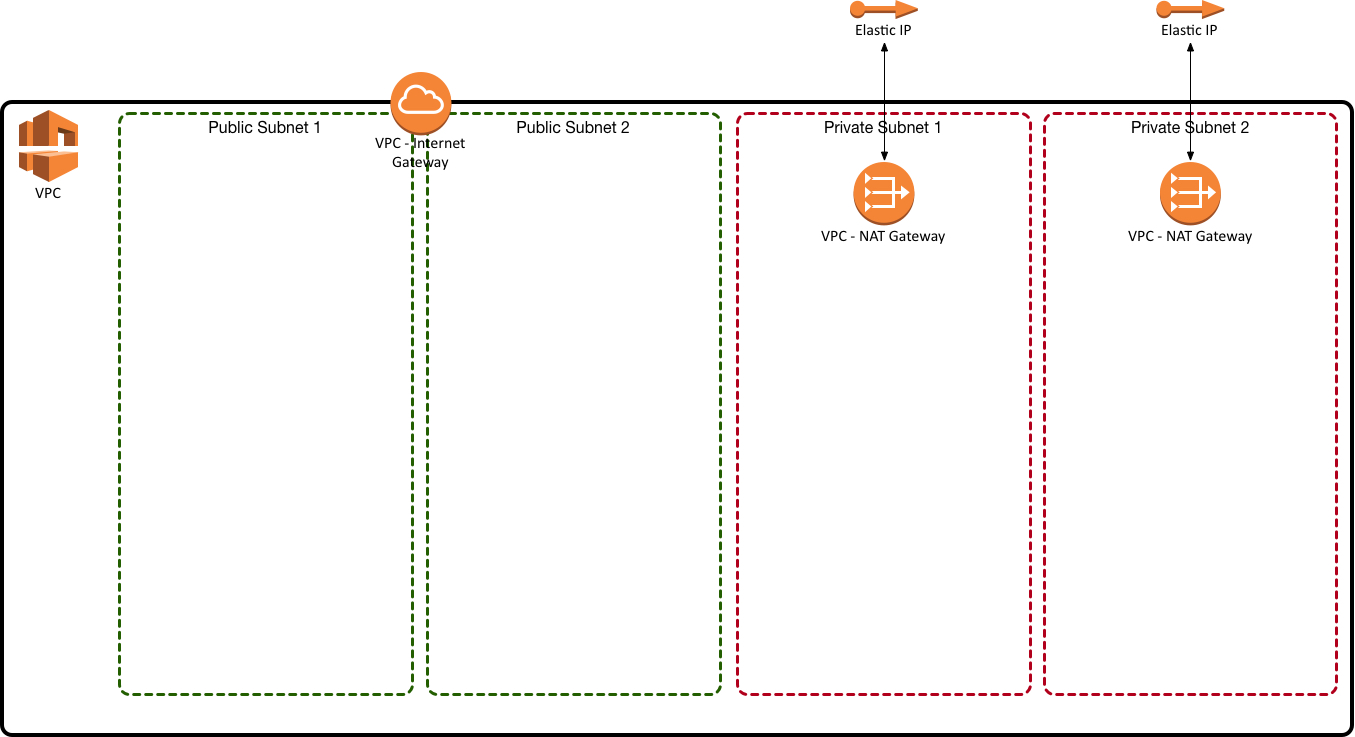 Elastic IP
Elastic IP
Public Subnet 1
Public Subnet 2
Private Subnet 1
Private Subnet 2
VPC - Internet
Gateway
VPC
VPC - NAT Gateway
VPC - NAT Gateway